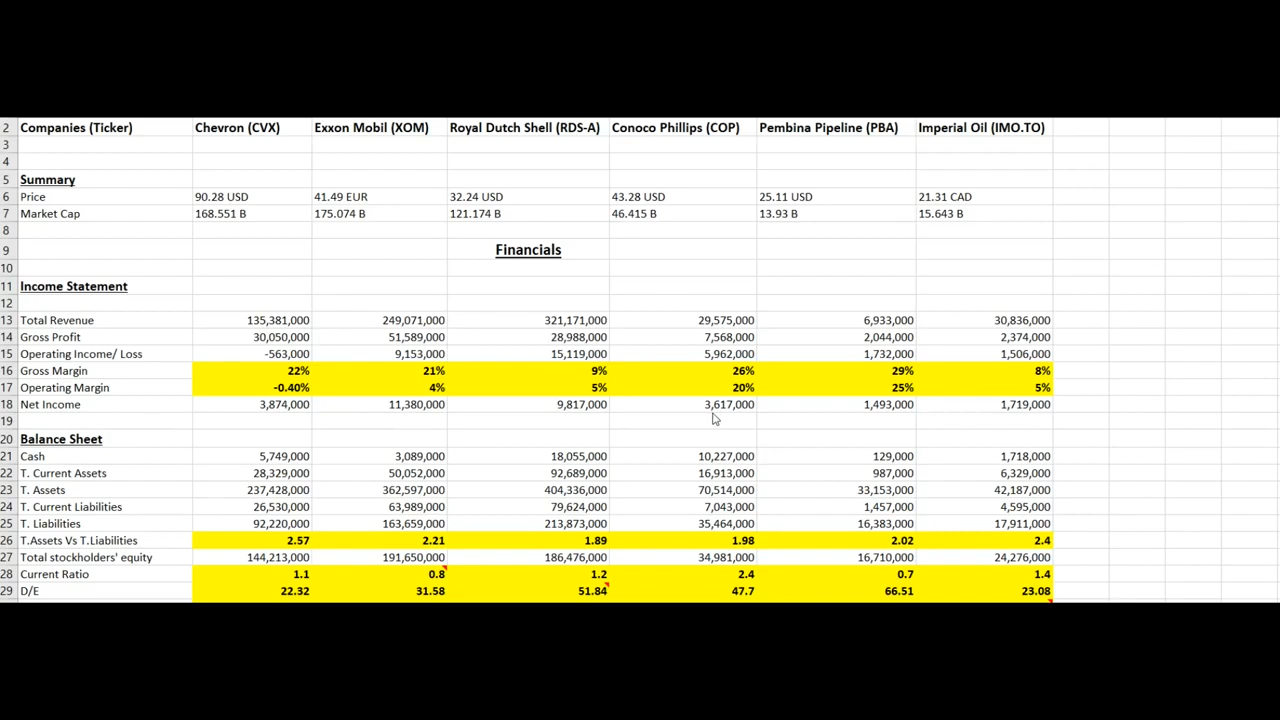 2 Companies (Ticker) Chevron (CVX) Exxon Mobil (XOM) Royal Dutch Shell (RDS-A) Conoco Phillips (COP) Pembina Pipeline (PBA) Imperial Oil (IMO.TO)
3
4
5 Summary
6 Price 90.28 USD 41.49 EUR 32.24 USD 43.28 USD 25.11 USD 21.31 CAD
7 Market Cap 168.551 B 175.074 B 121.174 B 46.415 B 13.93 B 15.643 B
8
9 Financials
10
11 Income Statement
12
13 Total Revenue 135,381,000 249,071,000 321,171,000 29,575,000 6,933,000 30,836,000
14 Gross Profit 30,050,000 51,589,000 28,988,000 7,568,000 2,044,000 2,374,000
15 Operating Income/ Loss -563,000 9,153,000 15,119,000 5,962,000 1,732,000 1,506,000
16 Gross Margin 22% 21% 9% 26% 29% 8%
17 Operating Margin -0.40% 4% 5% 20% 25% 5%
18 Net Income 3,874,000 11,380,000 9,817,000 3,617,000 1,493,000 1,719,000
19
20 Balance Sheet
21 Cash 5,749,000 3,089,000 18,055,000 10,227,000 129,000 1,718,000
22 T. Current Assets 28,329,000 50,052,000 92,689,000 16,913,000 987,000 6,329,000
23 T. Assets 237,428,000 362,597,000 404,336,000 70,514,000 33,153,000 42,187,000
24 T. Current Liabilities 26,530,000 63,989,000 79,624,000 7,043,000 1,457,000 4,595,000
25 T. Liabilities 92,220,000 163,659,000 213,873,000 35,464,000 16,383,000 17,911,000
26 T.Assets Vs T.Liabilities 2.57 2.21 1.89 1.98 2.02 2.4
27 Total stockholders' equity 144,213,000 191,650,000 186,476,000 34,981,000 16,710,000 24,276,000
28 Current Ratio 1.1 0.8 1.2 2.4 0.7 1.4
29 D/E 22.32 31.58 51.84 47.7 66.51 23.08